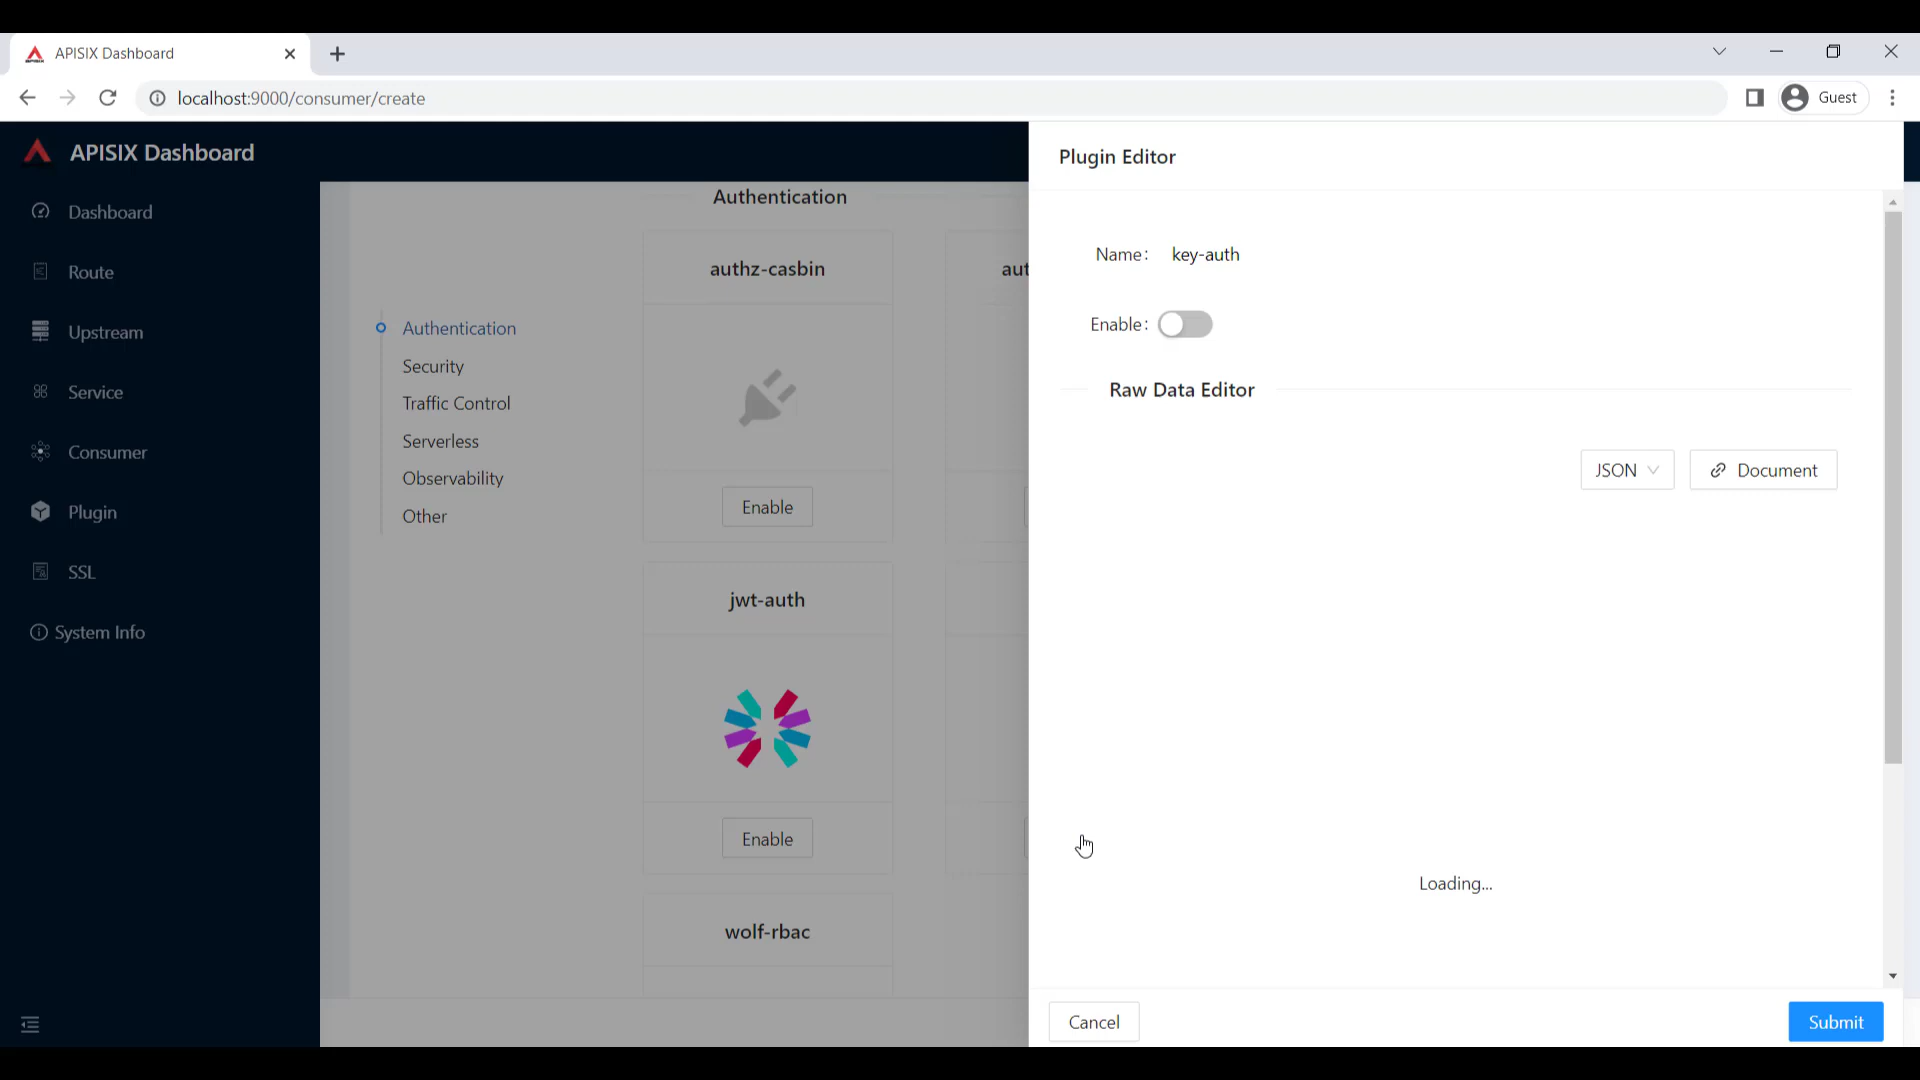 APISIX Dashboard
localhost:9000/consumer/create
Guest
APISIX Dashboard
Dashboard
Route
Upstream
Service
Consumer
Plugin
SSL
System Info
Authentication
Security
Traffic Control
Serverless
Observability
Other
Authentication
authz-casbin
Enable
jwt-auth
Enable
wolf-rbac
aut
Plugin Editor
Name: key-auth
Enable:
Raw Data Editor
JSON Document
Loading...
Cancel Submit